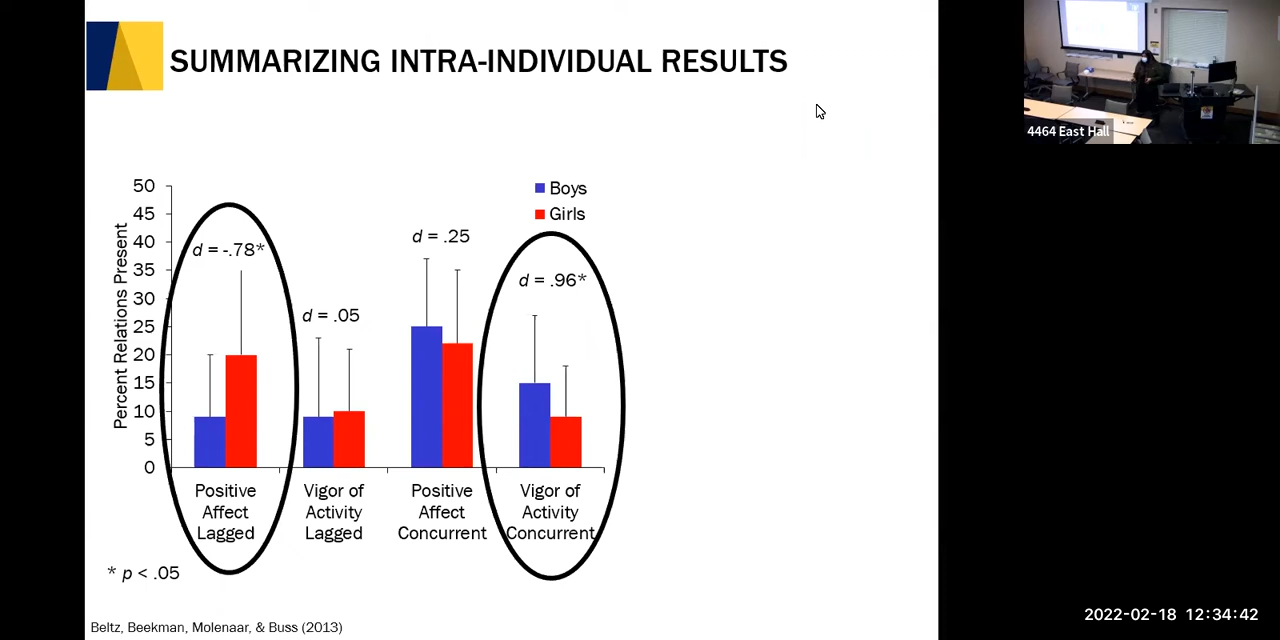 SUMMARIZING INTRA-INDIVIDUAL RESULTS
4464 East Hall
Boys
Girls
Percent Relations Present
50
45
40
35
30
25
20
15
10
5
0
d = -.78*
d = .05
d = .25
d = .96*
Positive
Affect
Lagged
Vigor of
Activity
Lagged
Positive
Affect
Concurrent
Vigor of
Activity
Concurrent
* p < .05
Beltz, Beekman, Molenaar, & Buss (2013)
2022-02-18 12:34:42